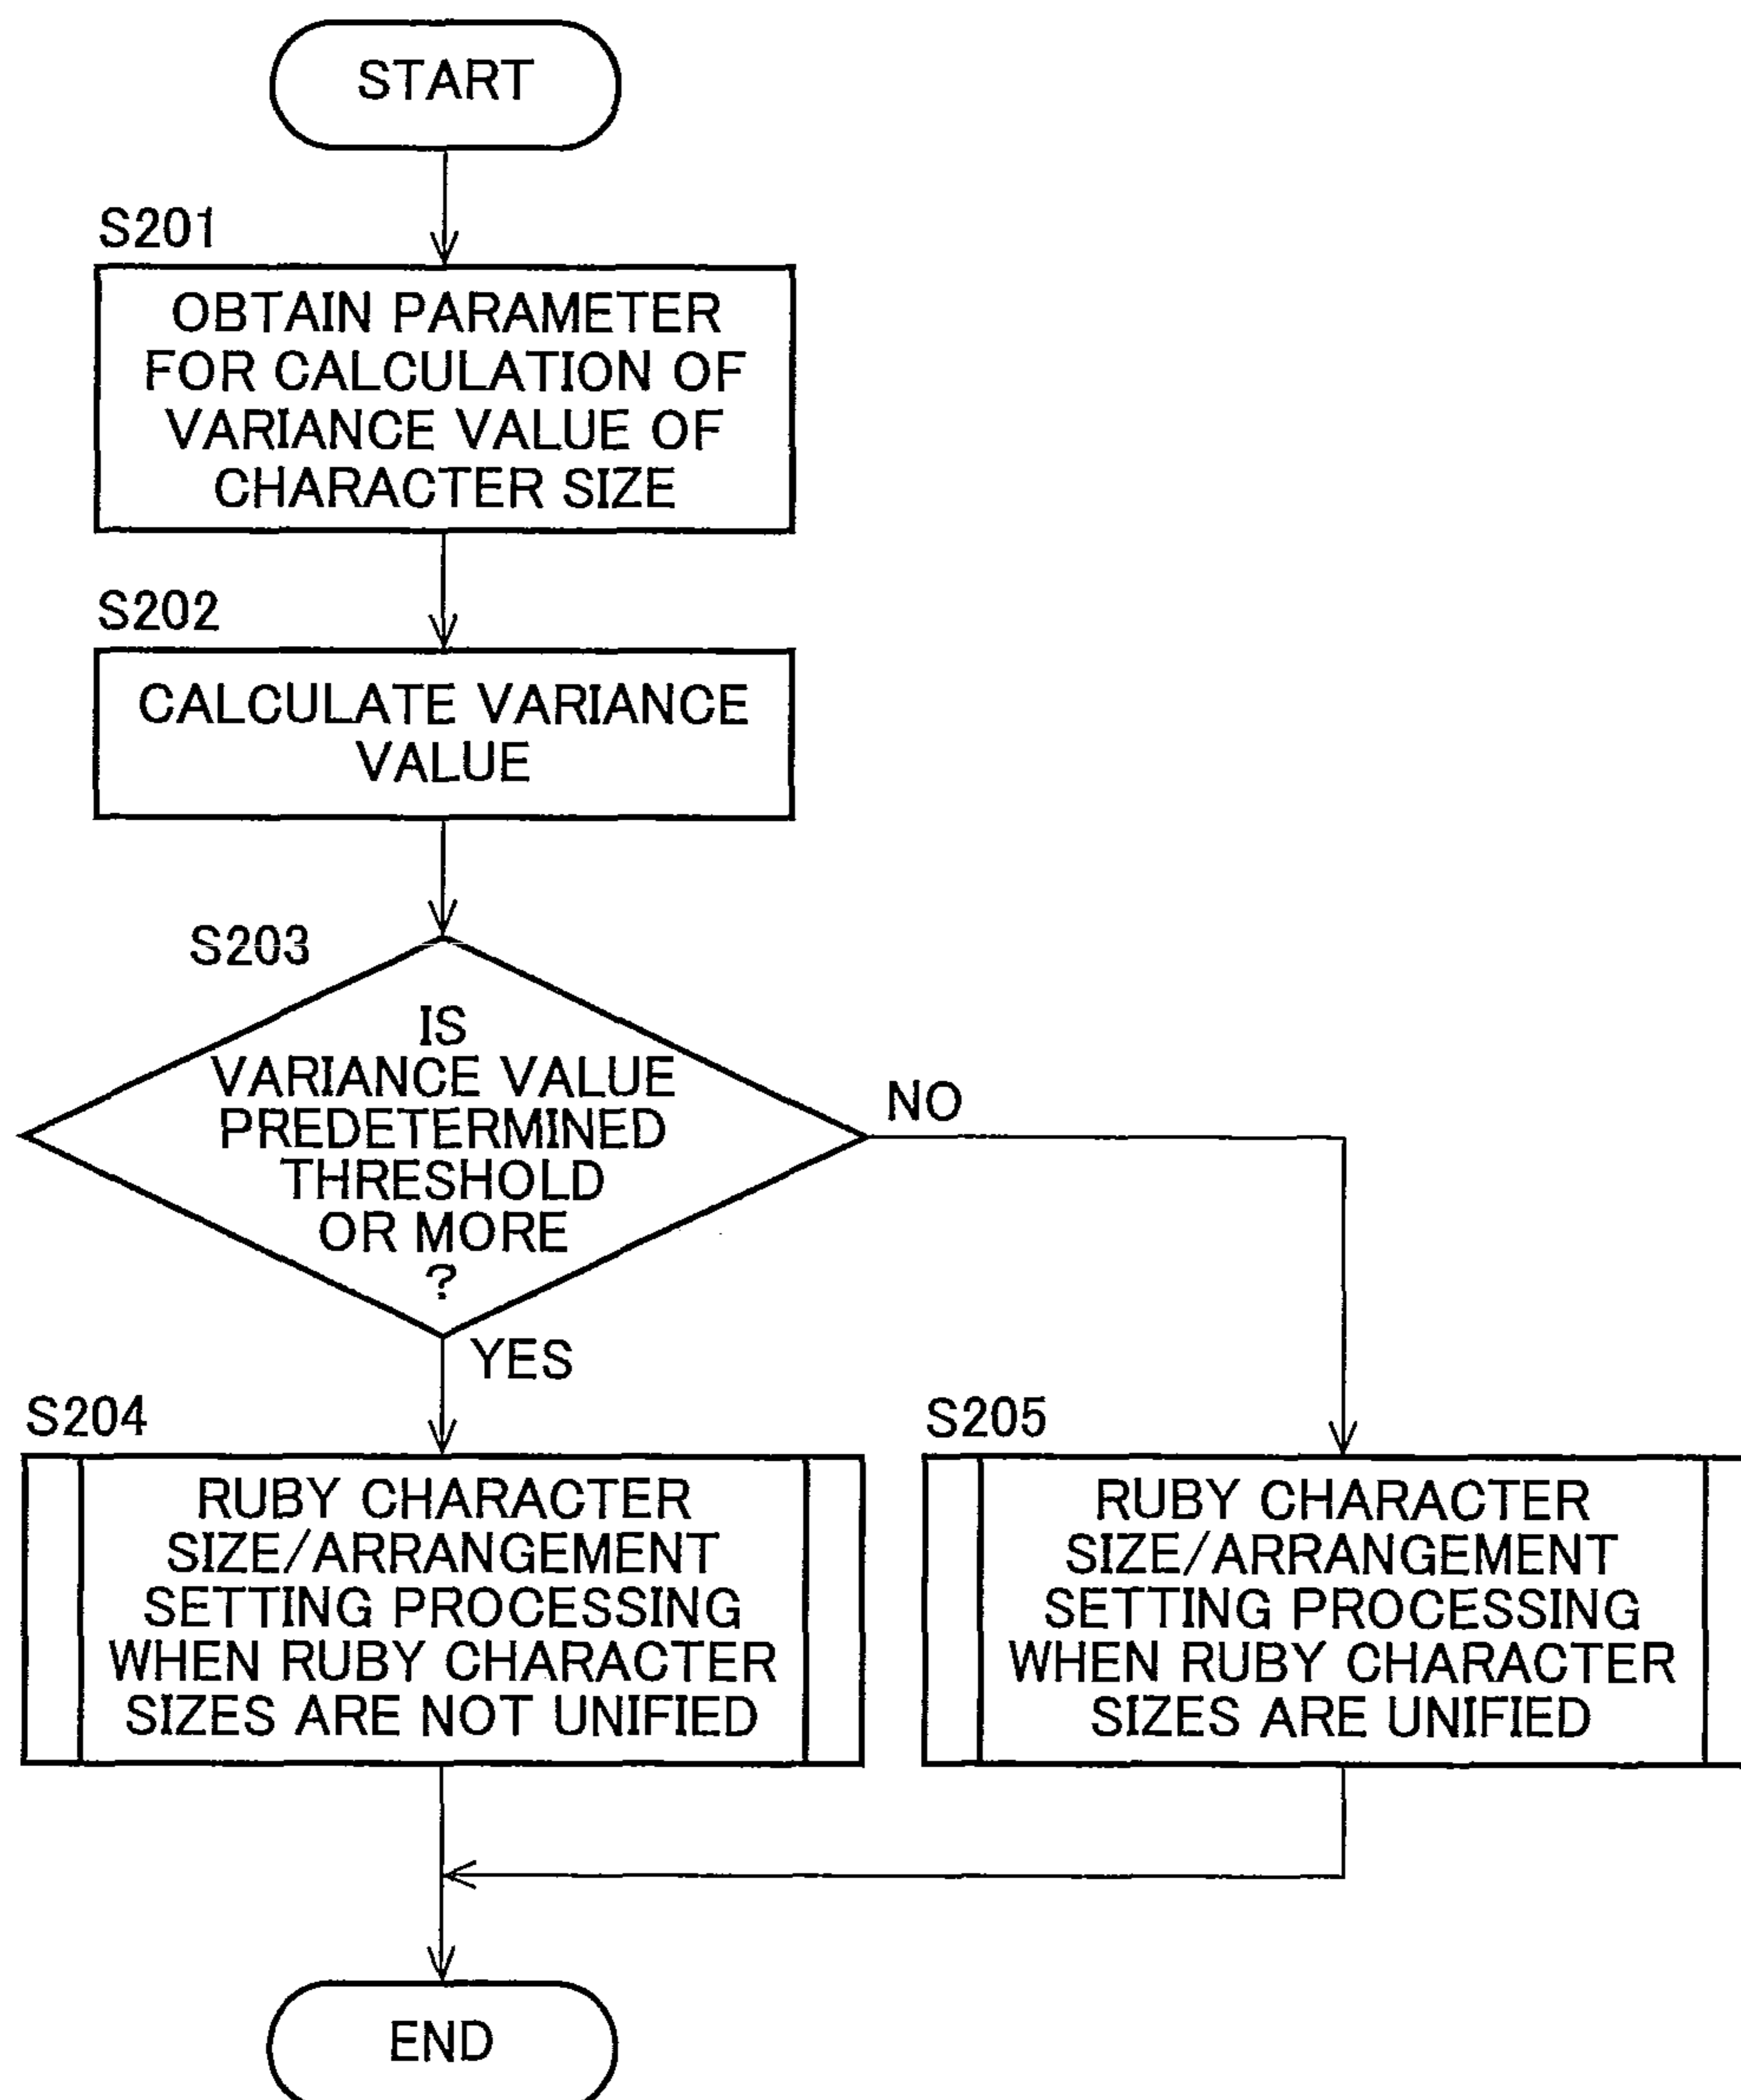 START
S201
OBTAIN PARAMETER
FOR CALCULATION OF
VARIANCE VALUE OF
CHARACTER SIZE
S202
CALCULATE VARIANCE
VALUE
S203
IS
VARIANCE VALUE
PREDETERMINED
THRESHOLD
OR MORE
?
NO
YES
S204
RUBY CHARACTER
SIZE/ARRANGEMENT
SETTING PROCESSING
WHEN RUBY CHARACTER
SIZES ARE NOT UNIFIED
S205
RUBY CHARACTER
SIZE/ARRANGEMENT
SETTING PROCESSING
WHEN RUBY CHARACTER
SIZES ARE UNIFIED
END